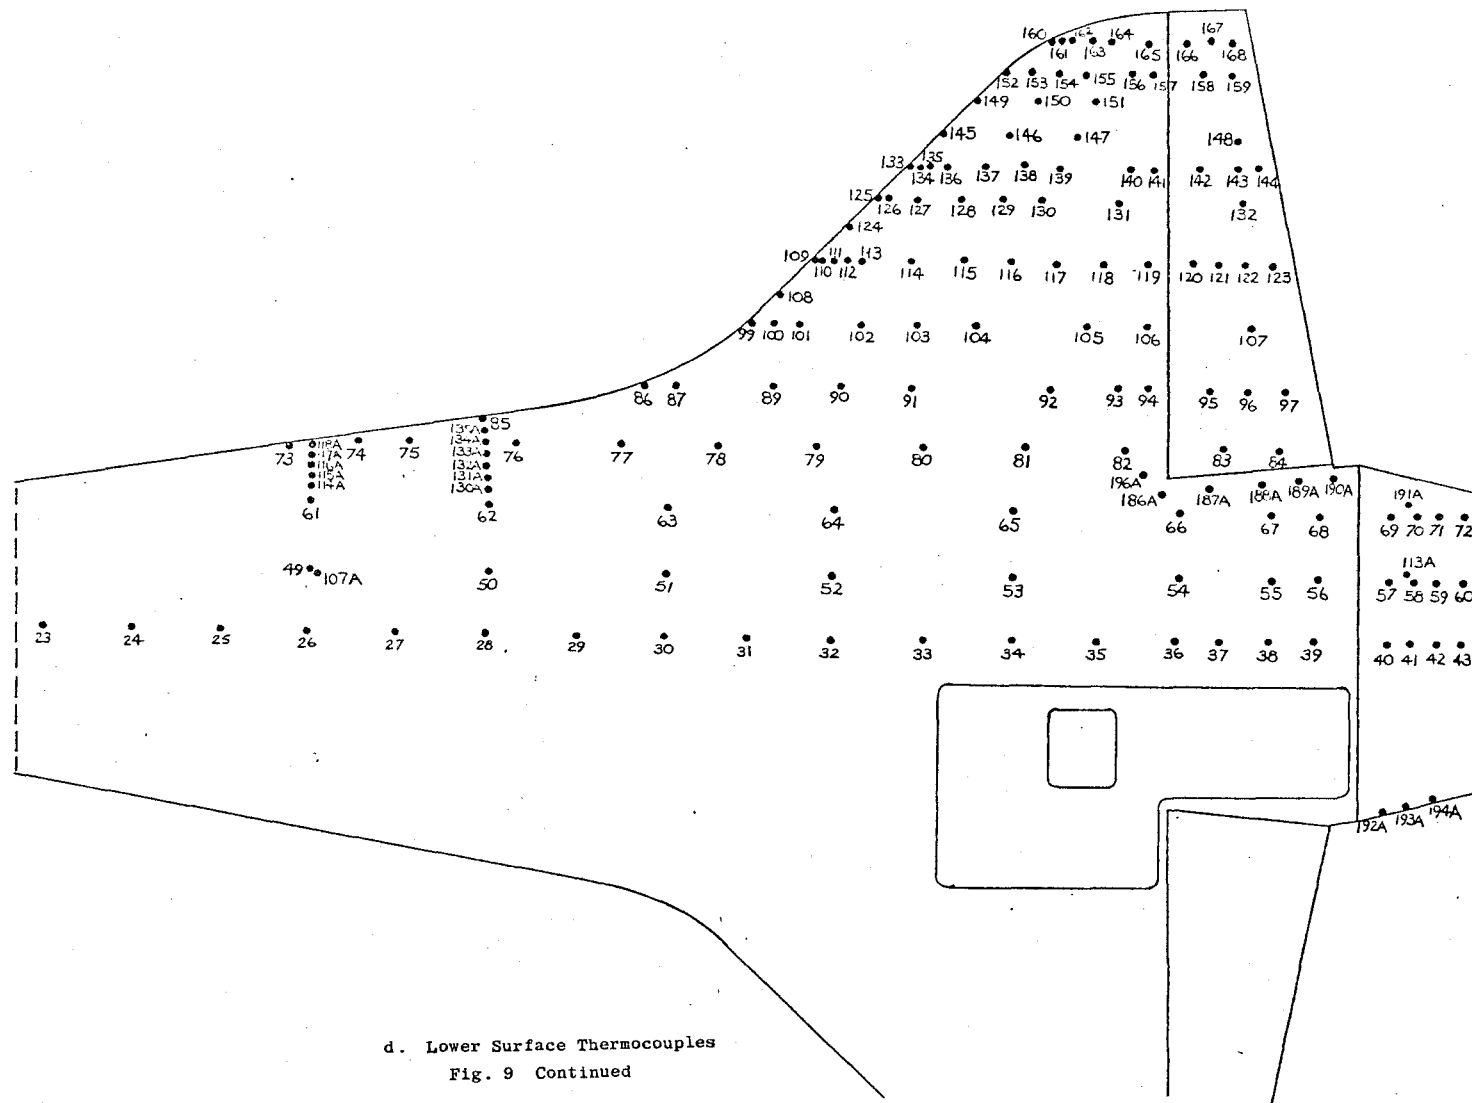 160 161 162 163 164 165 166 167 168
152 153 154 155 156 157 158 159
149 150 151
145 146 147 148
133 134 135 136 137 138 139 140 141 142 143 144
125 126 127 128 129 130 131 132
124
109 110 111 112 113 114 115 116 117 118 119 120 121 122 123
108
99 100 101 102 103 104 105 106 107
86 87 89 90 91 92 93 94 95 96 97
85
73 118A 74 75 135A 76 77 78 79 80 81 82 83 84
117A 134A
116A 133A
115A 132A
114A 131A
130A
196A 186A 187A 188A 189A 190A 191A
61 62 63 64 65 66 67 68 69 70 71 72
113A
49 107A 50 51 52 53 54 55 56 57 58 59 60
23 24 25 26 27 28 29 30 31 32 33 34 35 36 37 38 39 40 41 42 43
192A 193A 194A
d. Lower Surface Thermocouples
Fig. 9 Continued